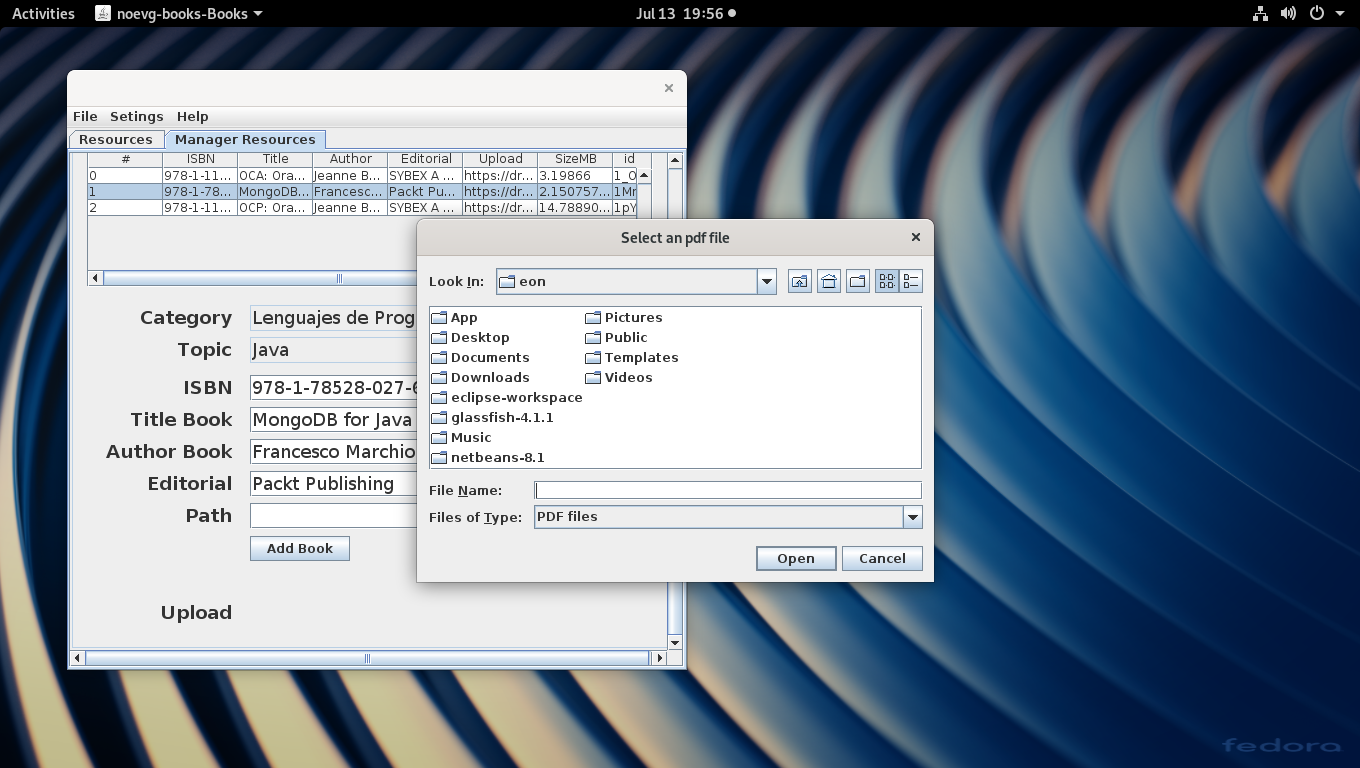 Activities noevg-books-Books Jul 13 19:56
File Setings Help
Resources Manager Resources
# ISBN Title Author Editorial Upload SizeMB id
0 978-1-11... OCA: Ora... Jeanne B... SYBEX A ... https://dr... 3.19866 1_0
1 978-1-78... MongoDB... Francesc... Packt Pu... https://dr... 2.150757...
2 978-1-11... OCP: Ora... Jeanne B... SYBEX A ... https://dr... 14.78890... 1pY
Select an pdf file
Look In: eon
App Pictures
Desktop Public
Documents Templates
Downloads Videos
eclipse-workspace
glassfish-4.1.1
Music
netbeans-8.1
File Name:
Files of Type: PDF files
Open Cancel
Category Lenguajes de Prog
Topic Java
ISBN 978-1-78528-027-6
Title Book MongoDB for Java
Author Book Francesco Marchio
Editorial Packt Publishing
Path
Add Book
Upload
fedora